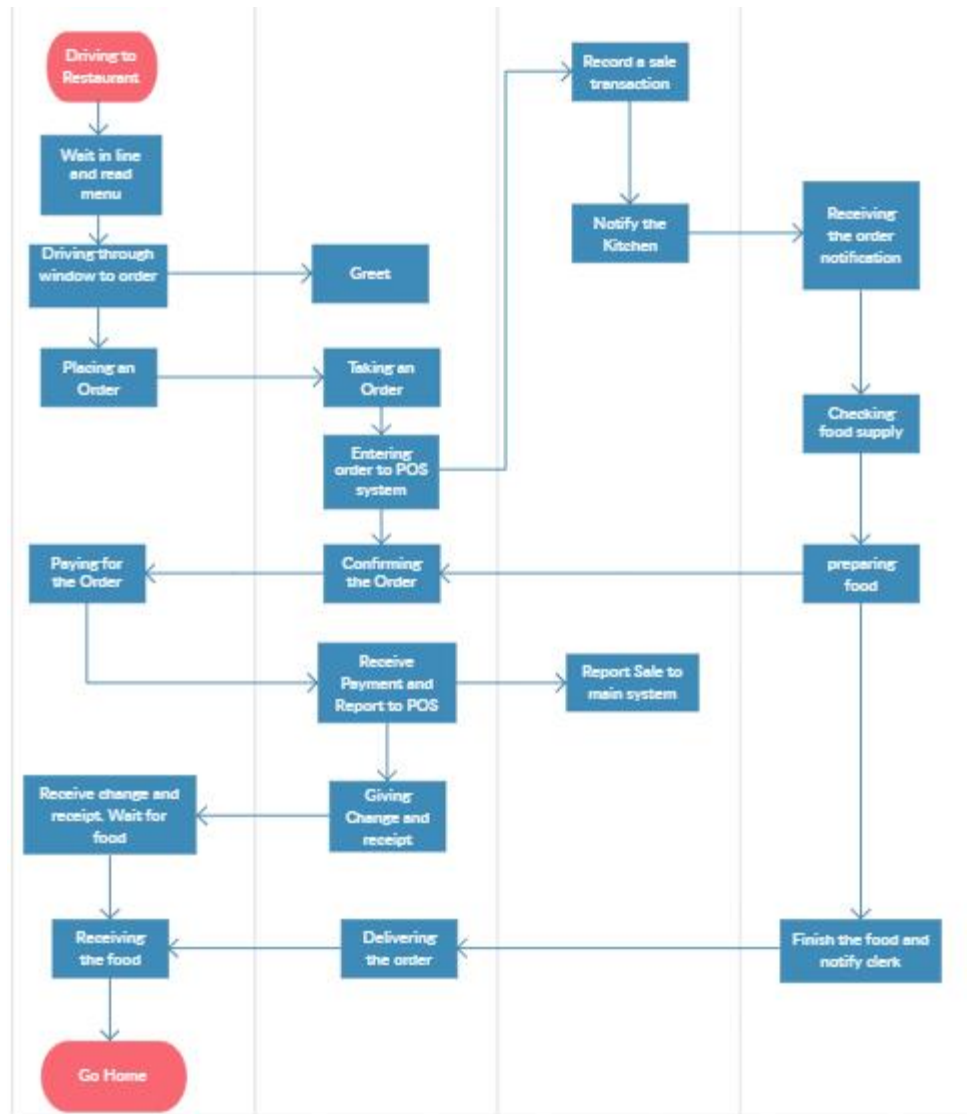 Driving to
Restaurant
Wait in line
and read
menu
Driving through
window to order
Placing an
Order
Paying for
the Order
Receive change and
receipt. Wait for
food
Receiving
the food
Go Home
Greet
Taking an
Order
Entering
order to POS
system
Confirming
the Order
Receive
Payment and
Report to POS
Giving
Change and
receipt
Delivering
the order
Record a sale
transaction
Notify the
Kitchen
Report Sale to
main system
Receiving
the order
notification
Checking
food supply
preparing
food
Finish the food and
notify clerk